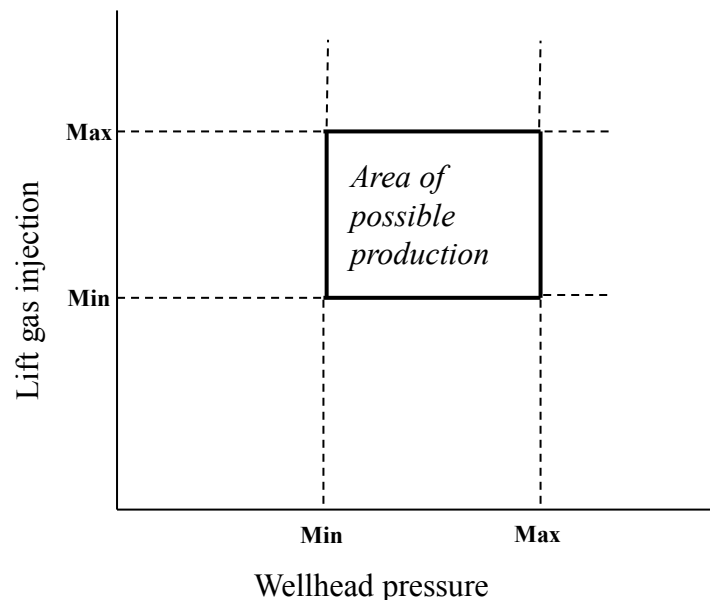 Max
Area of
possible
production
Min
Lift gas injection
Min
Max
Wellhead pressure